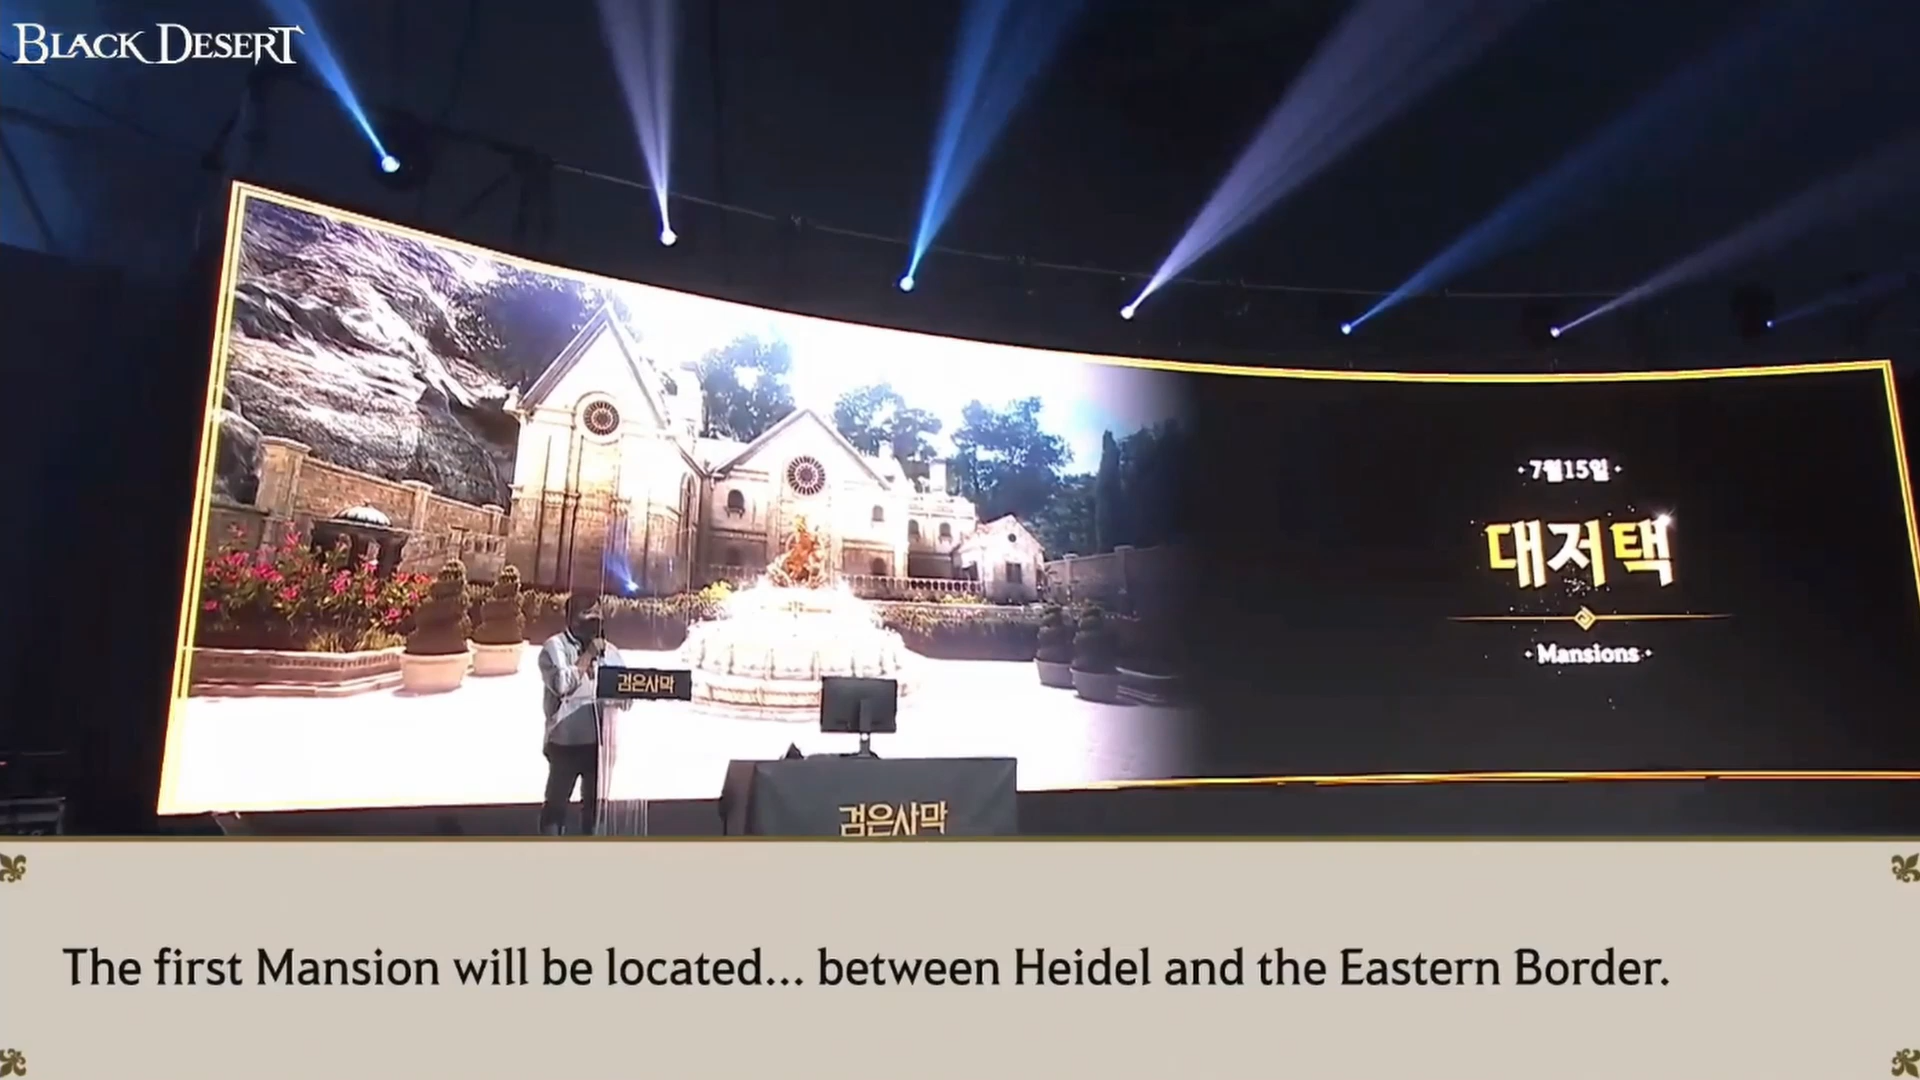 BLACK DESERT
·7월15일·
대저택
·Mansions·
검은사막
검은사막
The first Mansion will be located... between Heidel and the Eastern Border.